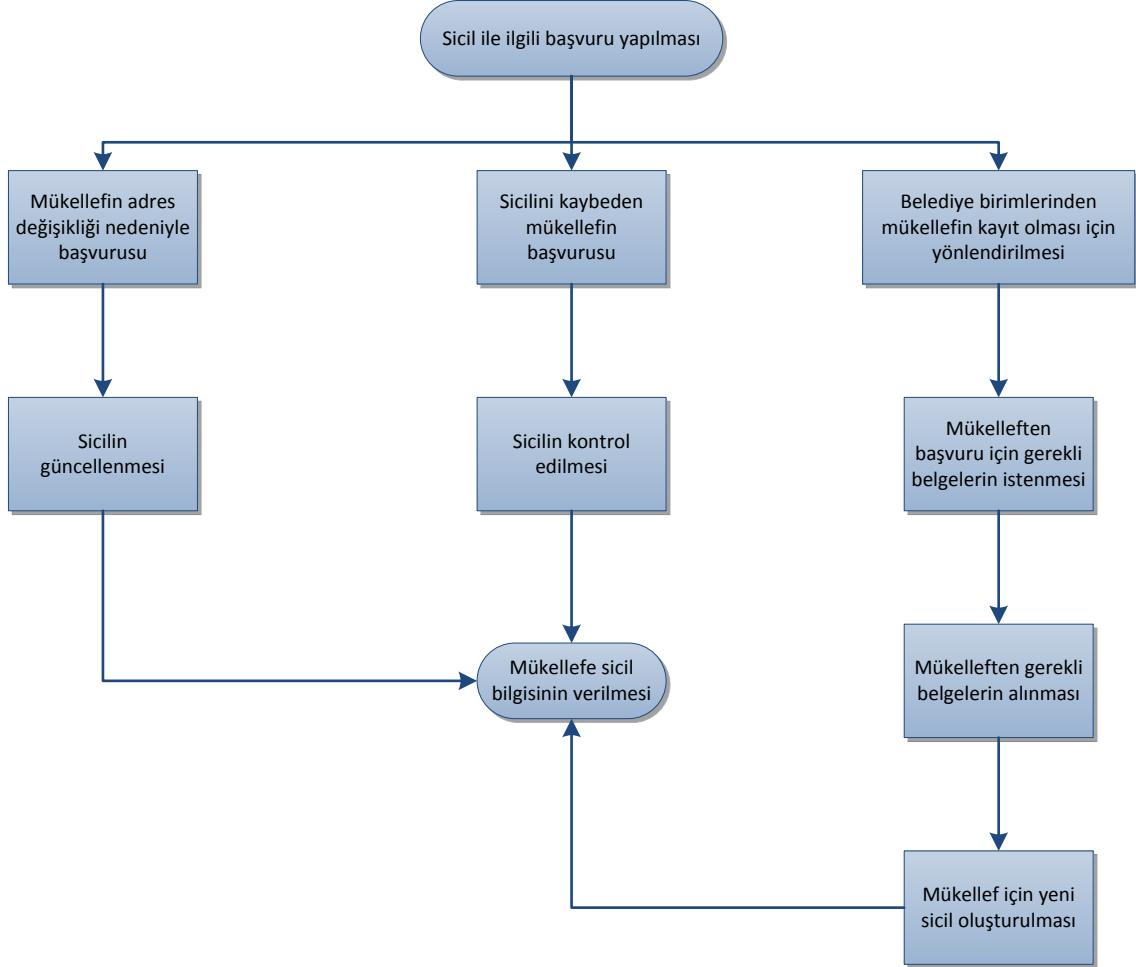 Sicil ile ilgili başvuru yapılması
Mükellefin adres
değişikliği nedeniyle
başvurusu
Sicilini kaybeden
mükellefin
başvurusu
Belediye birimlerinden
mükellefin kayıt olması için
yönlendirilmesi
Sicilin
güncellenmesi
Sicilin kontrol
edilmesi
Mükelleften
başvuru için gerekli
belgelerin istenmesi
Mükellefe sicil
bilgisinin verilmesi
Mükelleften gerekli
belgelerin alınması
Mükellef için yeni
sicil oluşturulması